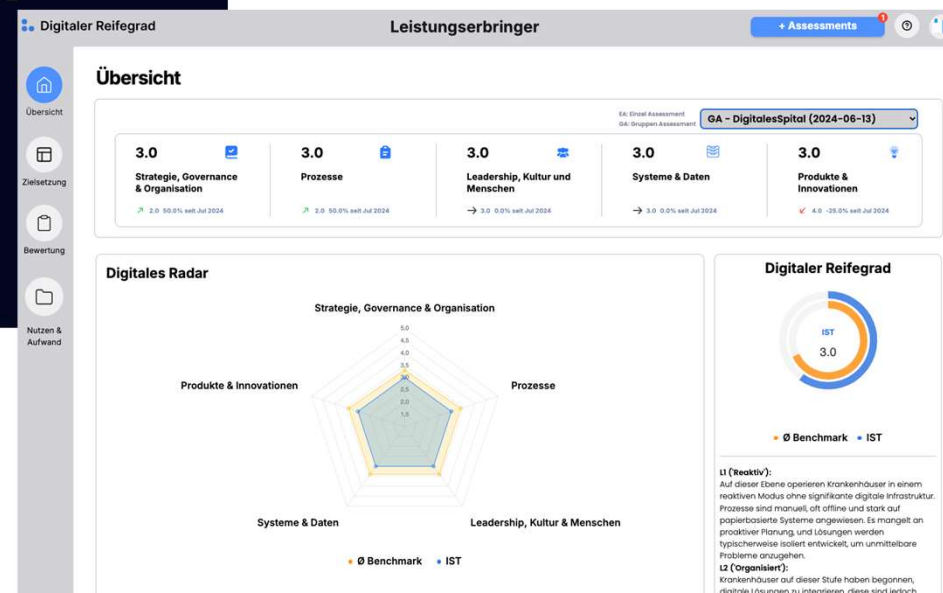 Digitaler Reifegrad
Leistungserbringer
+ Assessments
1
Übersicht
Zielsetzung
Bewertung
Nutzen &
Aufwand
Übersicht
EA: Einzel Assessment
GA: Gruppen Assessment
GA - DigitalesSpital (2024-06-13)
3.0
Strategie, Governance
& Organisation
2.0 50.0% seit Jul 2024
3.0
Prozesse
2.0 50.0% seit Jul 2024
3.0
Leadership, Kultur und
Menschen
3.0 0.0% seit Jul 2024
3.0
Systeme & Daten
3.0 0.0% seit Jul 2024
3.0
Produkte &
Innovationen
4.0 -25.0% seit Jul 2024
Digitales Radar
Strategie, Governance & Organisation
5,0
4,5
4,0
3,5
3,0
2,5
2,0
1,5
Produkte & Innovationen
Prozesse
Systeme & Daten
Leadership, Kultur & Menschen
Ø Benchmark
IST
Digitaler Reifegrad
IST
3.0
Ø Benchmark
IST
L1 ('Reaktiv'):
Auf dieser Ebene operieren Krankenhäuser in einem
reaktiven Modus ohne signifikante digitale Infrastruktur.
Prozesse sind manuell, oft offline und stark auf
papierbasierte Systeme angewiesen. Es mangelt an
proaktiver Planung, und Lösungen werden
typischerweise isoliert entwickelt, um unmittelbare
Probleme anzugehen.
L2 ('Organisiert'):
Krankenhäuser auf dieser Stufe haben begonnen,
digitale Lösungen zu integrieren, diese sind jedoch